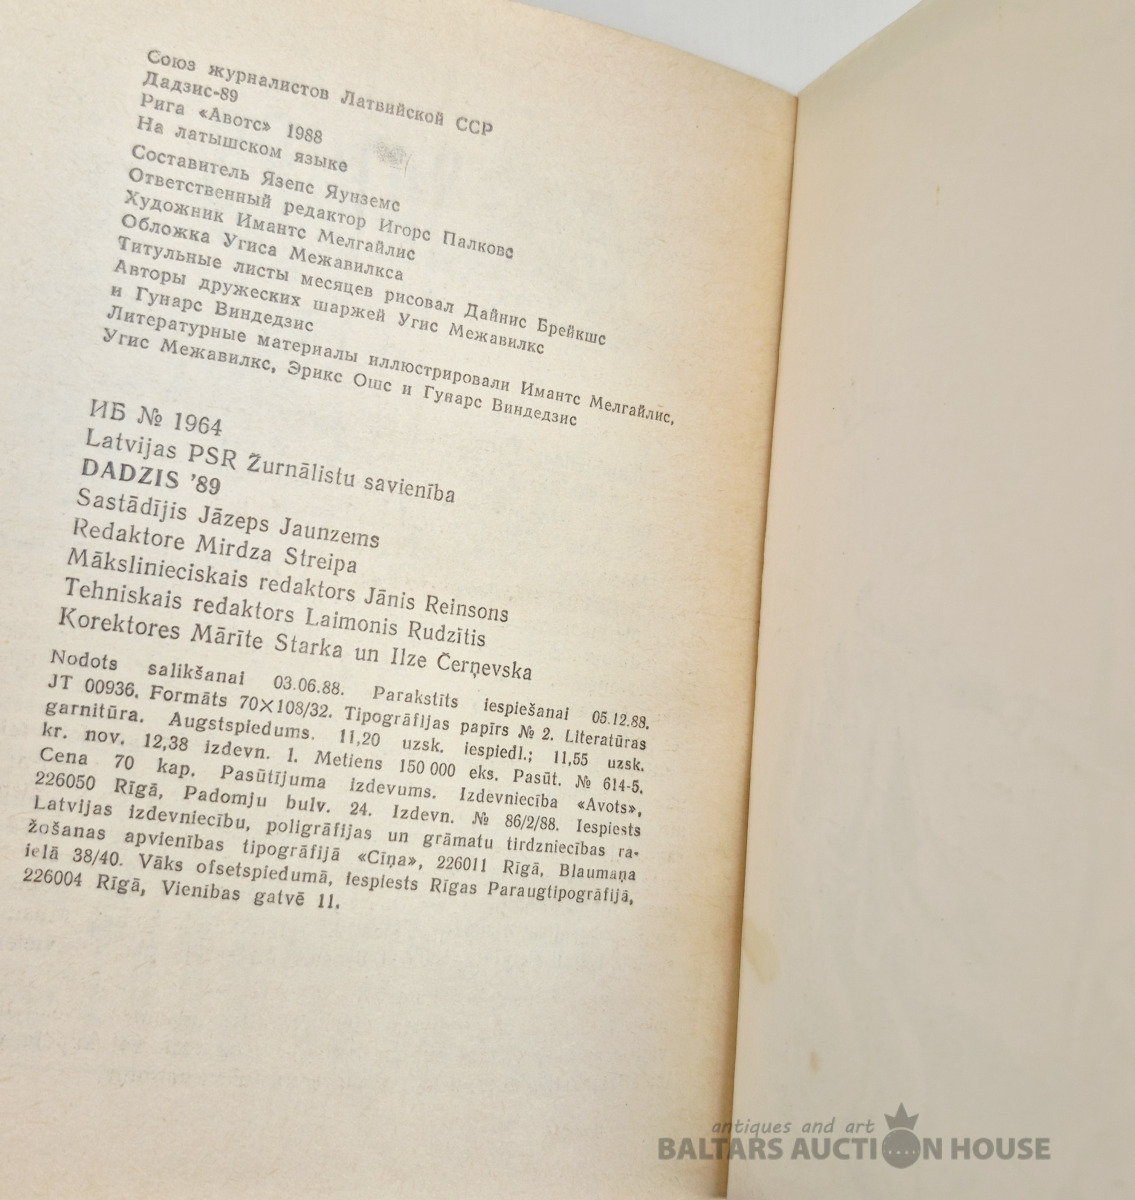 Союз журналистов Латвийской ССР
Дадзис-89
Рига «Авотс» 1988
На латышском языке
Составитель Язепс Яунземс
Ответственный редактор Игорс Палковс
Художник Имантс Мелгайлис
Обложка Угиса Межавилкса
Титульные листы месяцев рисовал Дайнис Брейкшс
Авторы дружеских шаржей Угис Межавилкс
и Гунарс Виндедзис
Литературные материалы иллюстрировали Имантс Мелгайлис,
Угис Межавилкс, Эрикс Ошс и Гунарс Виндедзис
ИБ № 1964
Latvijas PSR Žurnālistu savienība
DADZIS '89
Sastādījis Jāzeps Jaunzems
Redaktore Mirdza Streipa
Mākslinieciskais redaktors Jānis Reinsons
Tehniskais redaktors Laimonis Rudzītis
Korektores Mārīte Starka un Ilze Čerņevska
Nodots salikšanai 03.06.88. Parakstīts iespiešanai 05.12.88.
JT 00936. Formāts 70×108/32. Tipogrāfijas papīrs № 2. Literatūras
garnitūra. Augstspiedums. 11,20 uzsk. iespiedl.; 11,55 uzsk.
kr. nov. 12,38 izdevn. l. Metiens 150 000 eks. Pasūt. № 614-5.
Cena 70 kap. Pasūtījuma izdevums. Izdevniecība «Avots»,
226050 Rīgā, Padomju bulv. 24. Izdevn. № 86/2/88. Iespiests
Latvijas izdevniecību, poligrāfijas un grāmatu tirdzniecības ra-
žošanas apvienības tipogrāfijā «Cīņa», 226011 Rīgā, Blaumaņa
ielā 38/40. Vāks ofsetspiedumā, iespiests Rīgas Paraugtipogrāfijā,
226004 Rīgā, Vienības gatvē 11.
antiques and art
BALTARS AUCTION HOUSE